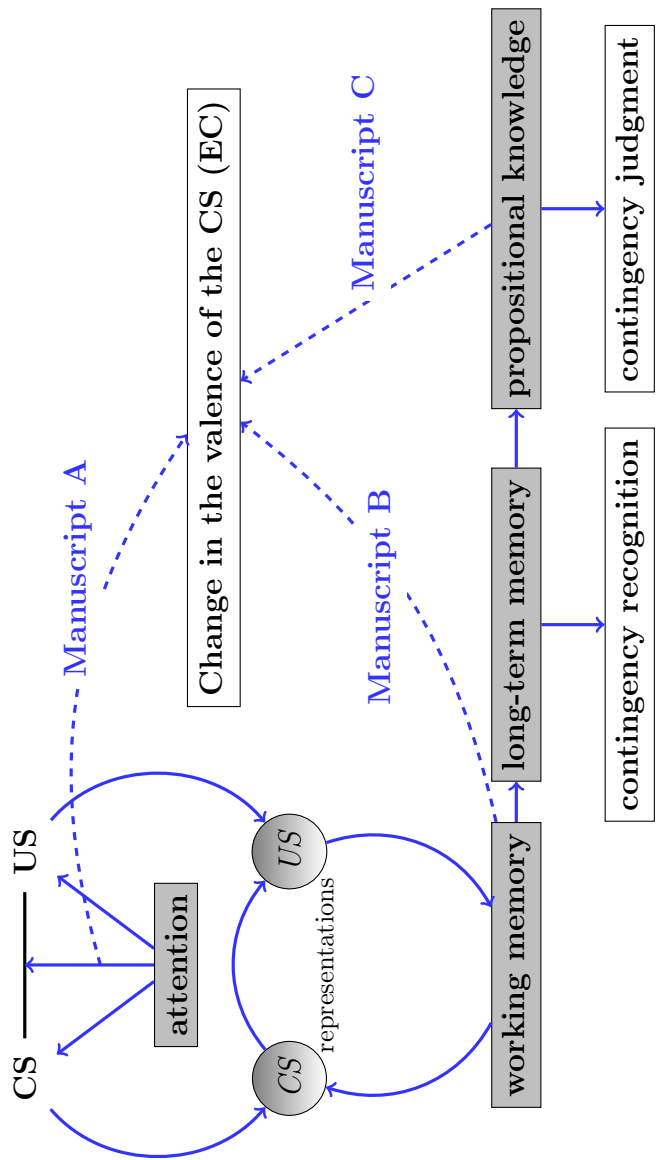 CS
US
Manuscript A
attention
Change in the valence of the CS (EC)
CS
US
representations
Manuscript B
Manuscript C
working memory
long-term memory
propositional knowledge
contingency recognition
contingency judgment